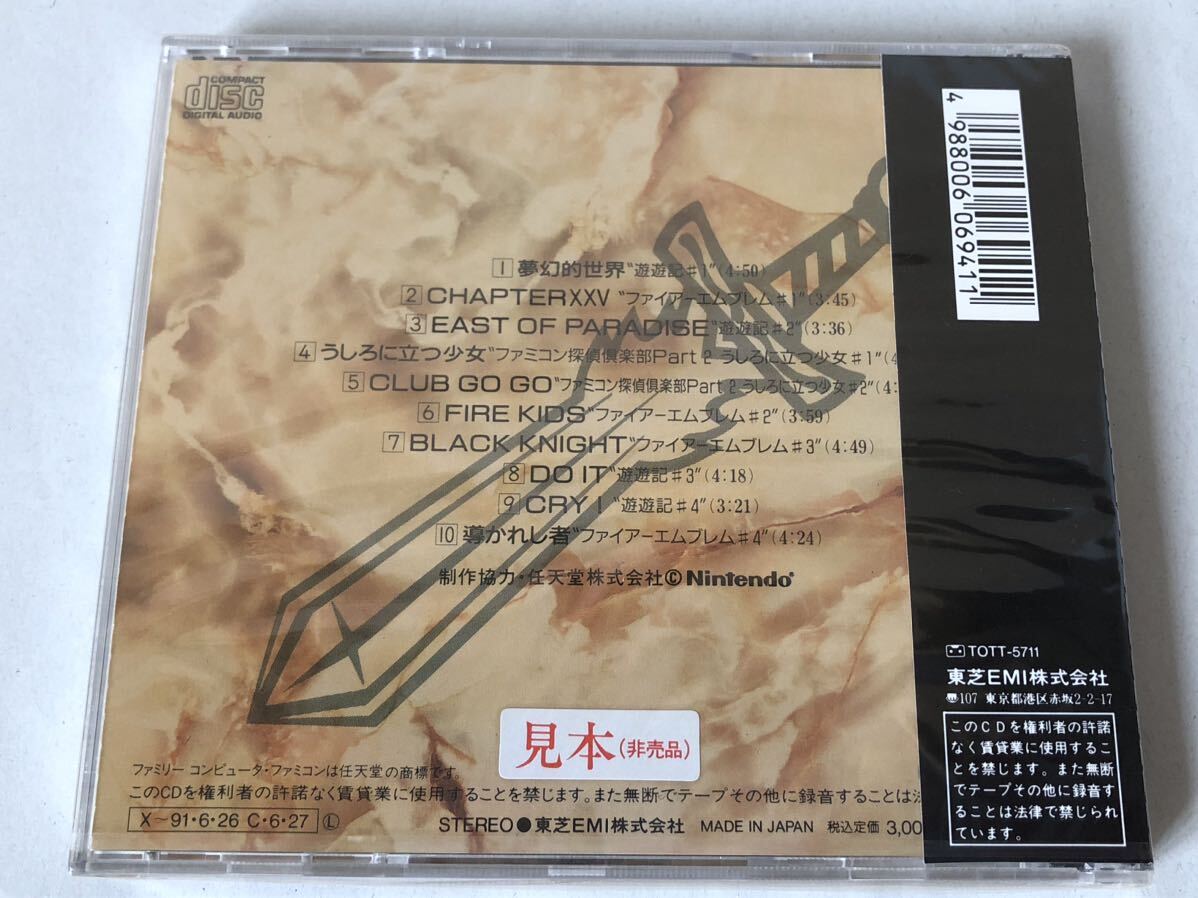 COMPACT
disc
DIGITAL AUDIO
1 夢幻的世界"遊遊記♯1"(4:50)
2 CHAPTER XXV "ファイアーエムブレム♯1"(3:45)
3 EAST OF PARADISE"遊遊記♯2"(3:36)
4 うしろに立つ少女"ファミコン探偵倶楽部Part 2 うしろに立つ少女♯1"(4
5 CLUB GO GO"ファミコン探偵倶楽部Part 2 うしろに立つ少女♯2"(4:
6 FIRE KIDS"ファイアーエムブレム♯2"(3:59)
7 BLACK KNIGHT"ファイアーエムブレム♯3"(4:49)
8 DO IT"遊遊記♯3"(4:18)
9 CRY! "遊遊記♯4"(3:21)
10 導かれし者"ファイアーエムブレム♯4"(4:24)
制作協力・任天堂株式会社©Nintendo®
見本(非売品)
ファミリー コンピュータ・ファミコンは任天堂の商標です。
このCDを権利者の許諾なく賃貸業に使用することを禁じます。また無断でテープその他に録音することは法
X〜91・6・26 C・6・27 Ⓛ
STEREO●東芝EMI株式会社 MADE IN JAPAN 税込定価 3,00
4 988006 069411
TOTT-5711
東芝EMI株式会社
〠107 東京都港区赤坂2-2-17
このCDを権利者の許諾
なく賃貸業に使用するこ
とを禁じます。また無断
でテープその他に録音す
ることは法律で禁じられ
ています。